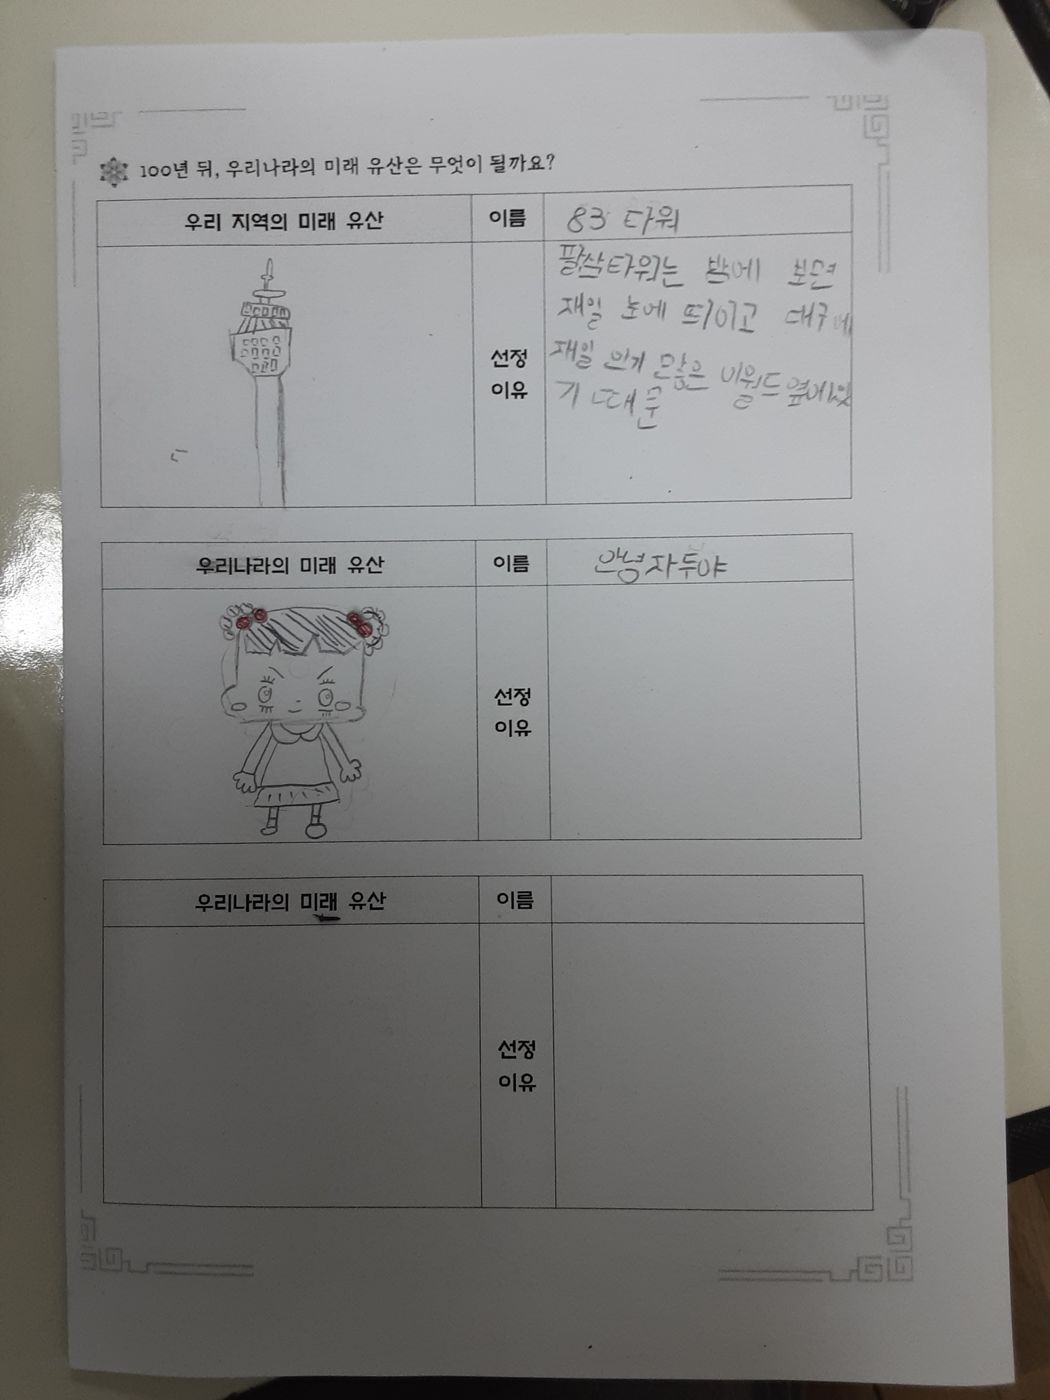 100년 뒤, 우리나라의 미래 유산은 무엇이 될까요?
우리 지역의 미래 유산 이름 83 타워
팔삼타워는 밤에 보면
재일 눈에 띄이고 대구에
선정 이유
재일 인기 많은 이월드 옆에있
기 때문
우리나라의 미래 유산 이름 안녕자두야
선정
이유
우리나라의 미래 유산 이름
선정
이유